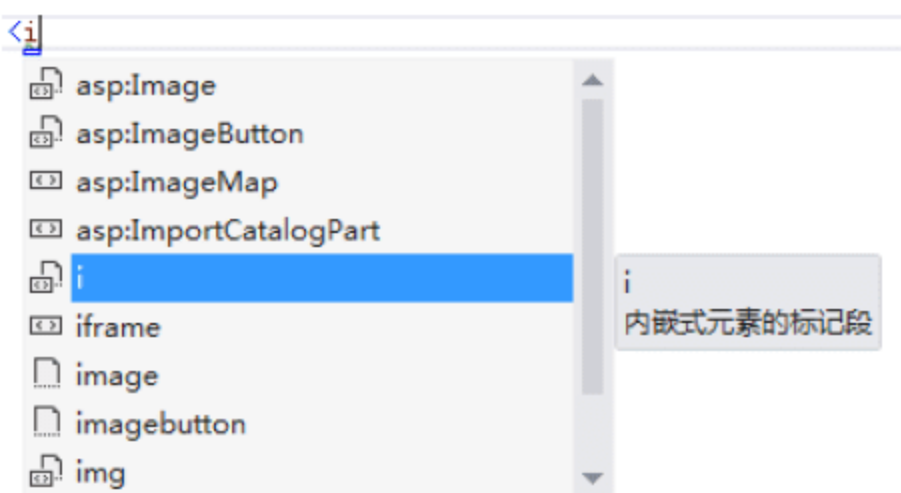 <i
asp:Image
asp:ImageButton
asp:ImageMap
asp:ImportCatalogPart
i
iframe
image
imagebutton
img
i
内嵌式元素的标记段